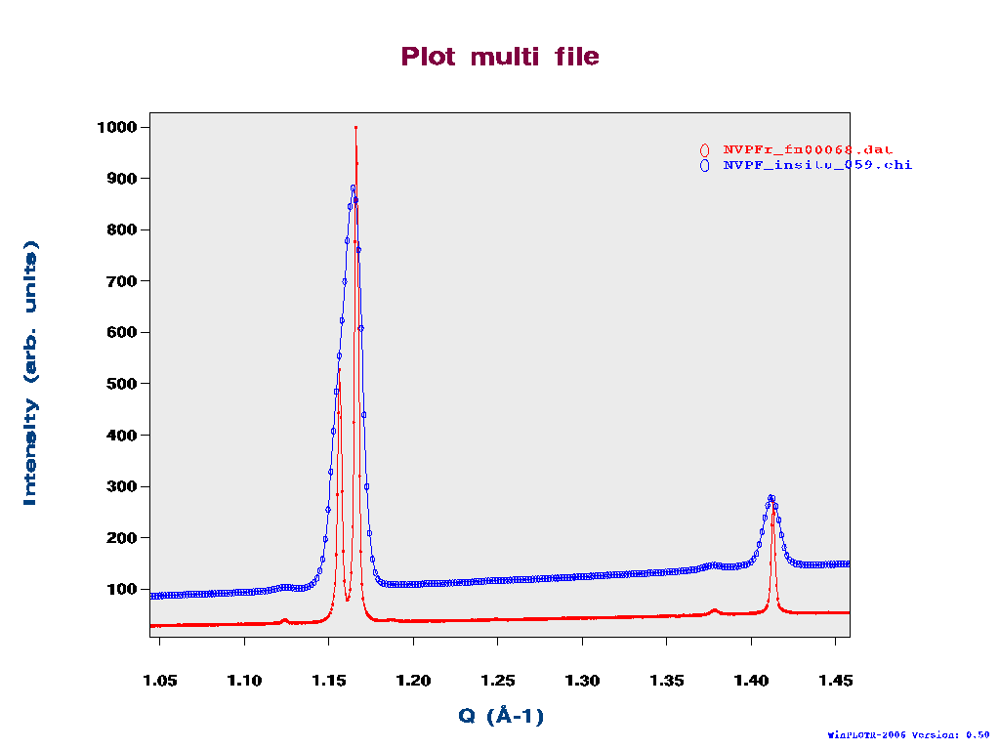 Plot multi file
NVPFr_fn00068.dat
NVPF_insitu_059.chi
Intensity (arb. units)
1000
900
800
700
600
500
400
300
200
100
1.05 1.10 1.15 1.20 1.25 1.30 1.35 1.40 1.45
Q (Å-1)
WinPLOTR-2006 Version: 0.50